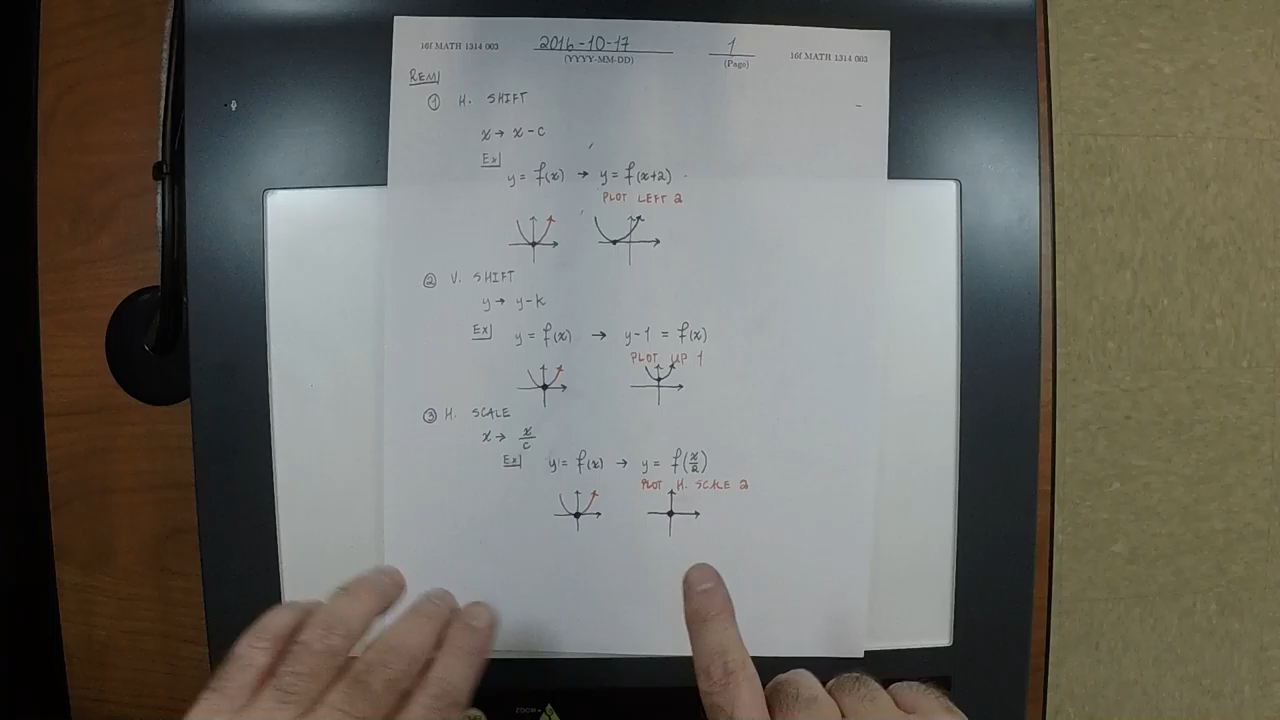 16f MATH 1314 003 2016-10-17 1 16f MATH 1314 003
(YYYY-MM-DD) (Page)
REM
① H. SHIFT
x → x-c
Ex
y = f(x) → y = f(x+2)
PLOT LEFT 2
② V. SHIFT
y → y-k
Ex y = f(x) → y-1 = f(x)
PLOT UP 1
③ H. SCALE
x → x/c
Ex y = f(x) → y = f(x/2)
PLOT H. SCALE 2
ZOOM